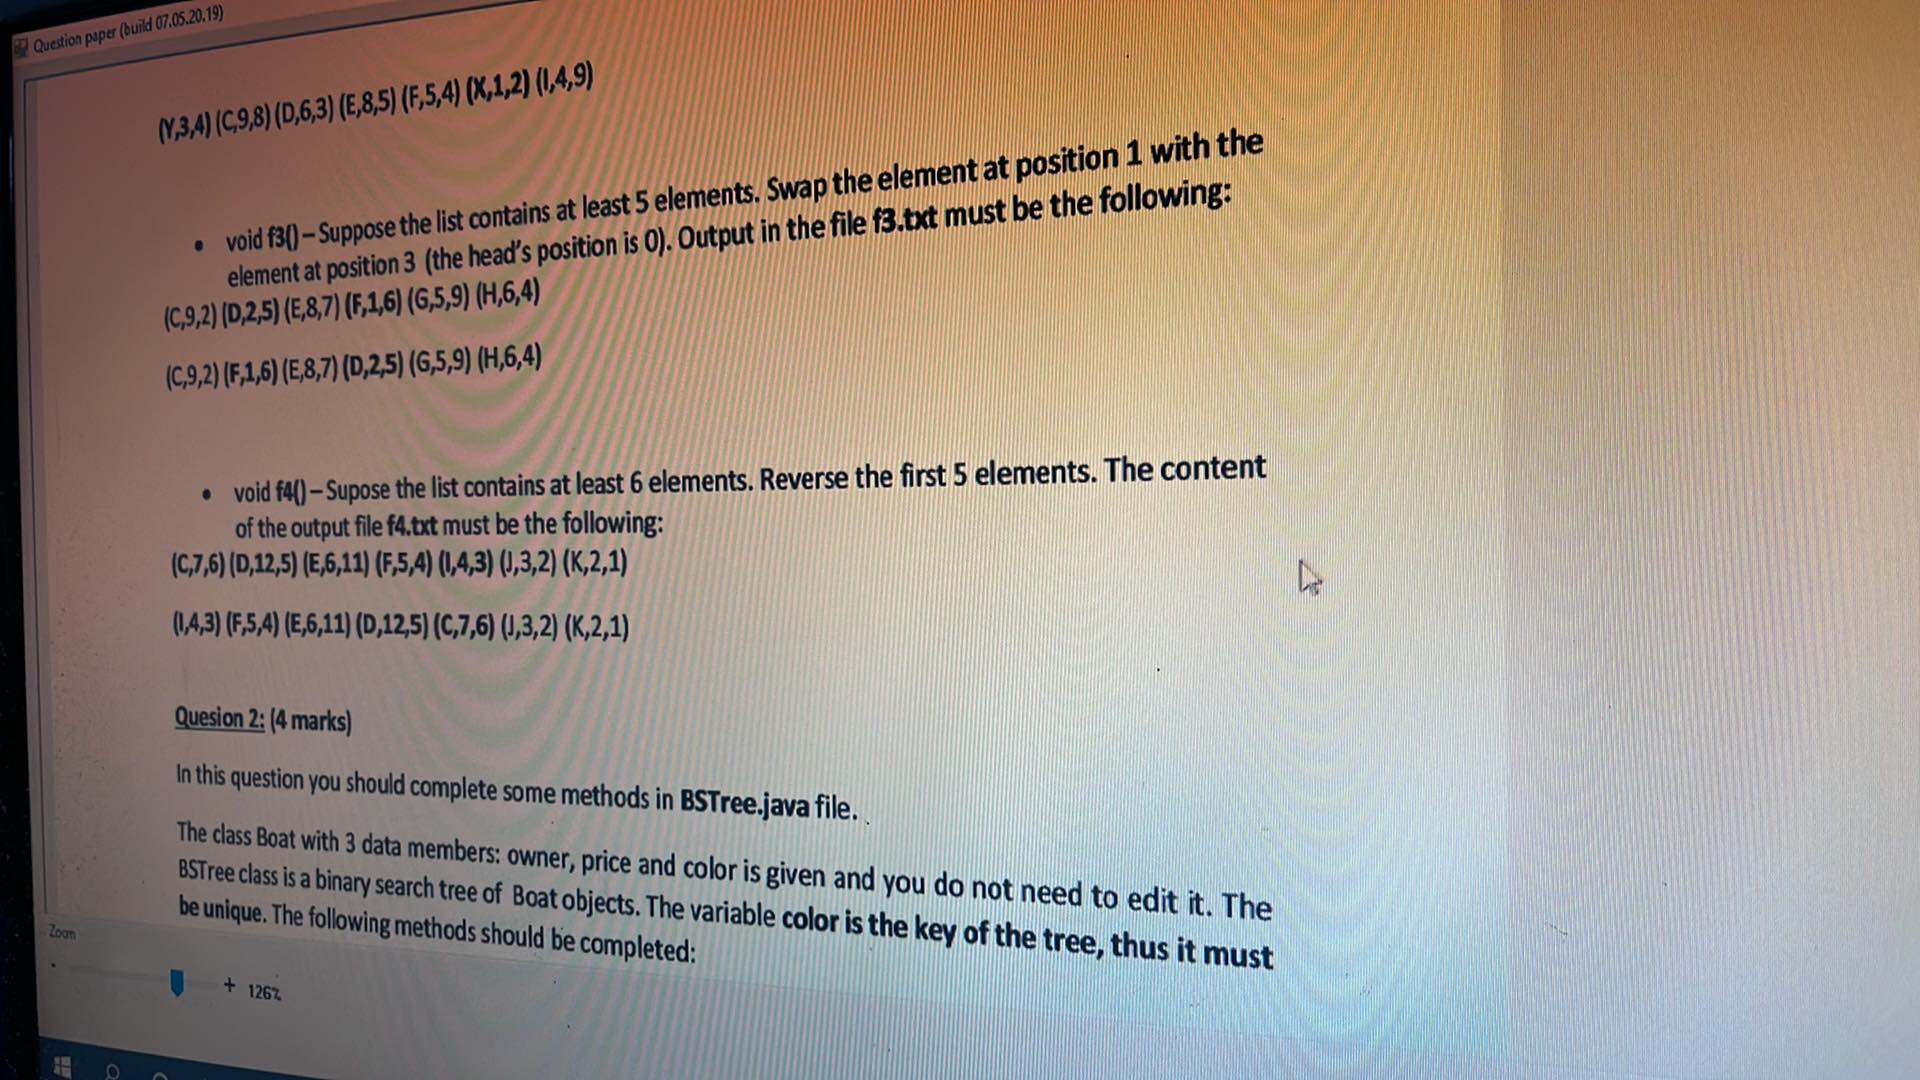 Question paper (build 07.05.20.19)
(Y,3,4) (C,9,8) (D,6,3) (E,8,5) (F,5,4) (X,1,2) (I,4,9)
• void f3() – Suppose the list contains at least 5 elements. Swap the element at position 1 with the
element at position 3 (the head's position is 0). Output in the file f3.txt must be the following:
(C,9,2) (D,2,5) (E,8,7) (F,1,6) (G,5,9) (H,6,4)
(C,9,2) (F,1,6) (E,8,7) (D,2,5) (G,5,9) (H,6,4)
• void f4() – Supose the list contains at least 6 elements. Reverse the first 5 elements. The content
of the output file f4.txt must be the following:
(C,7,6) (D,12,5) (E,6,11) (F,5,4) (I,4,3) (J,3,2) (K,2,1)
(I,4,3) (F,5,4) (E,6,11) (D,12,5) (C,7,6) (J,3,2) (K,2,1)
Quesion 2: (4 marks)
In this question you should complete some methods in BSTree.java file.
The class Boat with 3 data members: owner, price and color is given and you do not need to edit it. The
BSTree class is a binary search tree of Boat objects. The variable color is the key of the tree, thus it must
be unique. The following methods should be completed:
Zoom
- + 126%